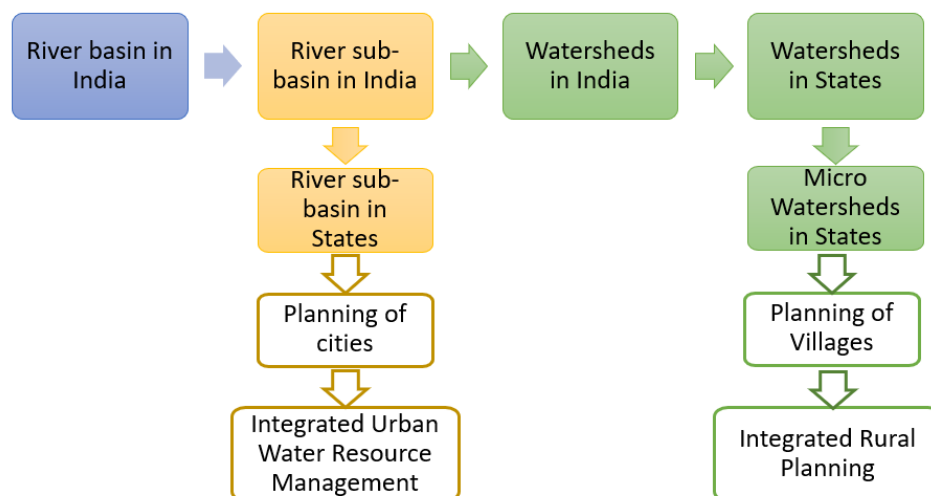 River basin in
India
River sub-
basin in India
Watersheds
in India
Watersheds
in States
River sub-
basin in
States
Micro
Watersheds
in States
Planning of
cities
Planning of
Villages
Integrated Urban
Water Resource
Management
Integrated Rural
Planning